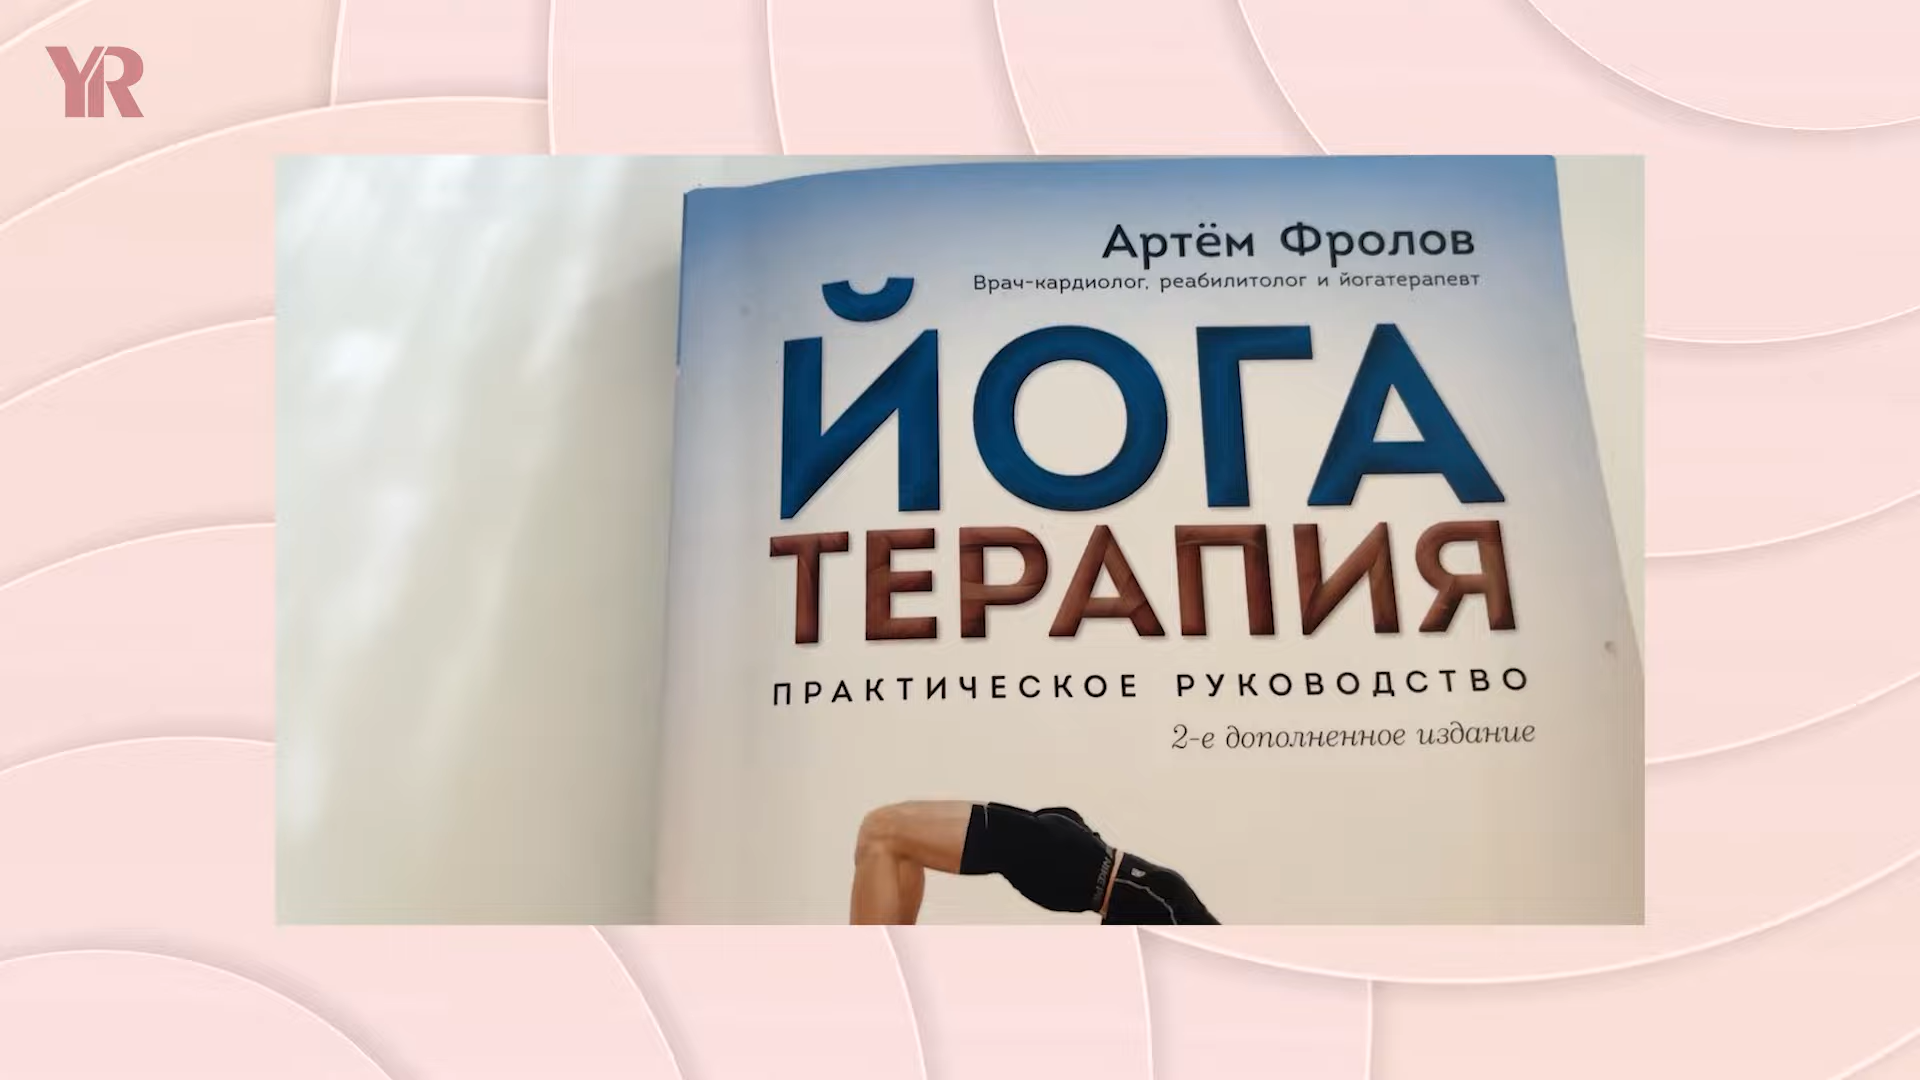 YR
Артём Фролов
Врач-кардиолог, реабилитолог и йогатерапевт
ЙОГА
ТЕРАПИЯ
ПРАКТИЧЕСКОЕ РУКОВОДСТВО
2-е дополненное издание